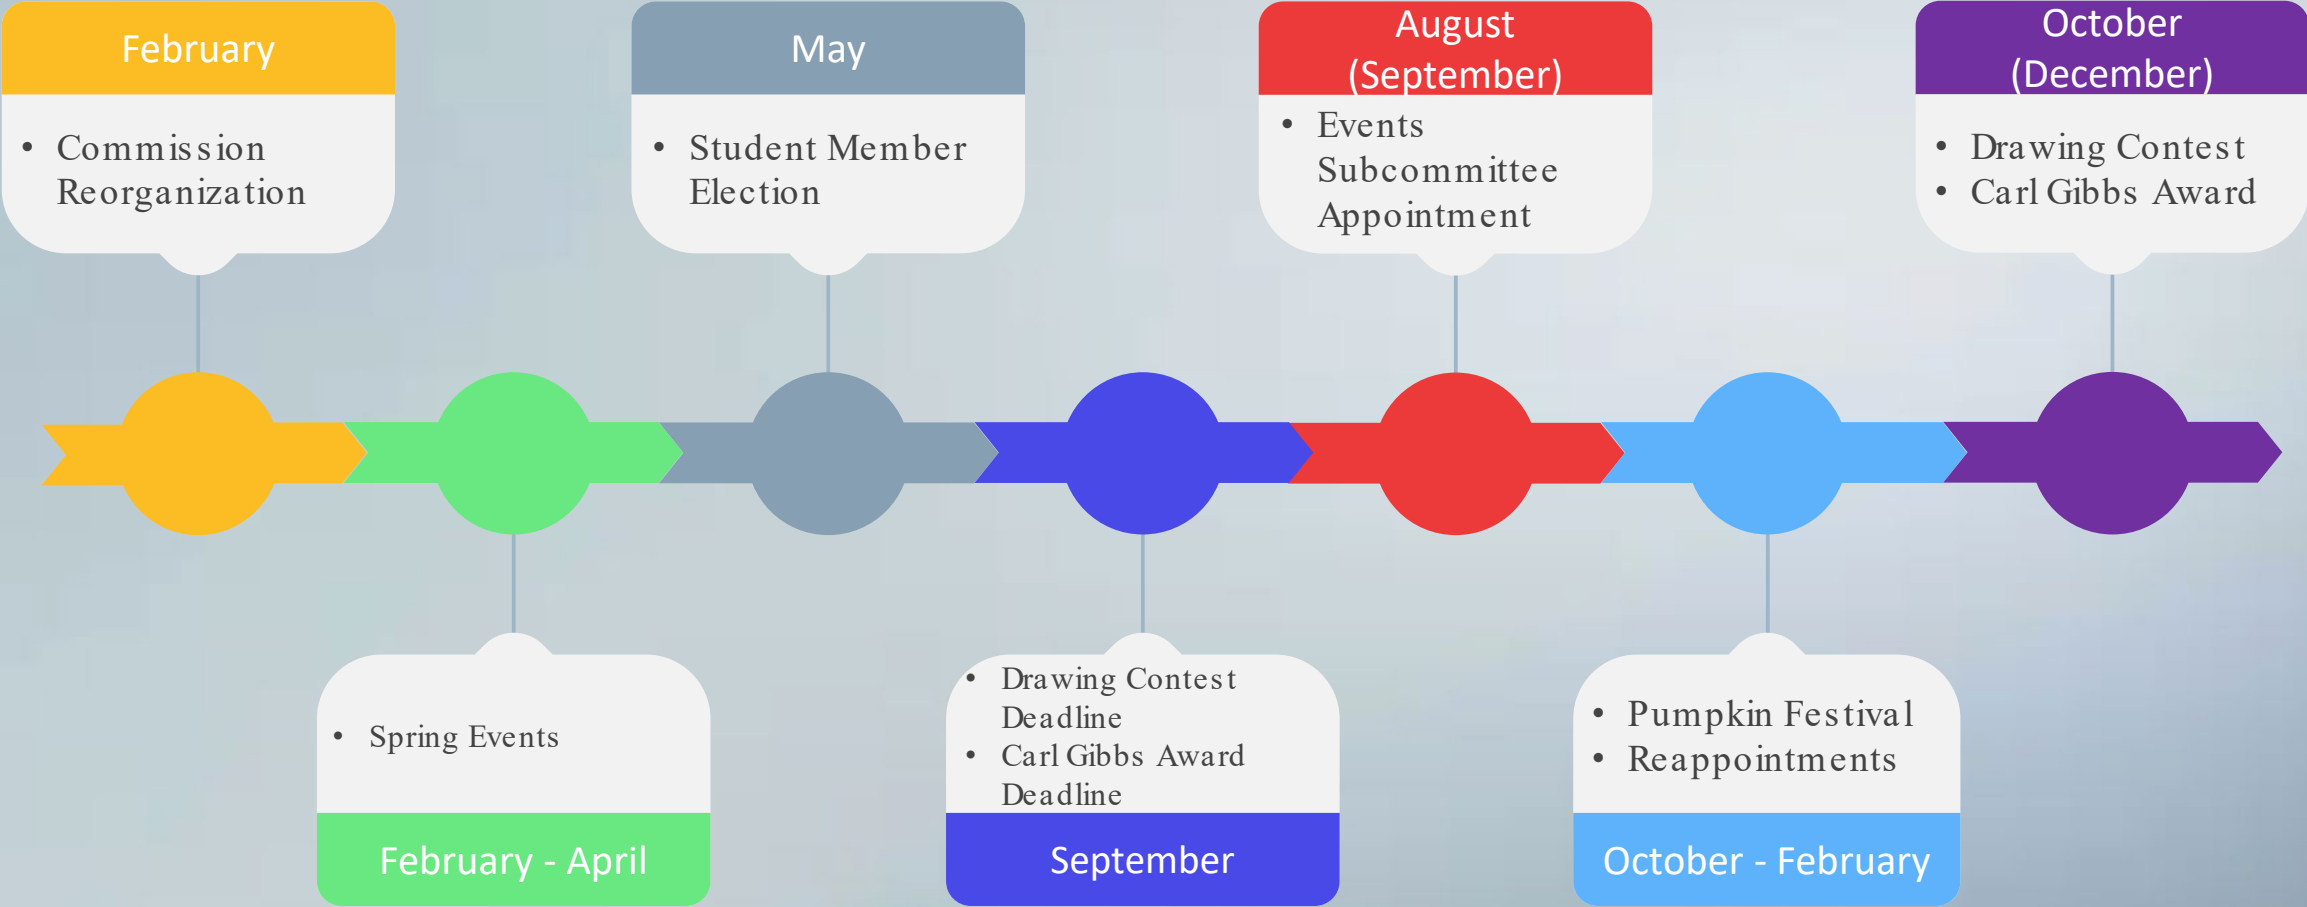 February
• Commission
Reorganization
May
• Student Member
Election
August
(September)
• Events
Subcommittee
Appointment
October
(December)
• Drawing Contest
• Carl Gibbs Award
• Spring Events
February - April
• Drawing Contest
Deadline
• Carl Gibbs Award
Deadline
September
• Pumpkin Festival
• Reappointments
October - February